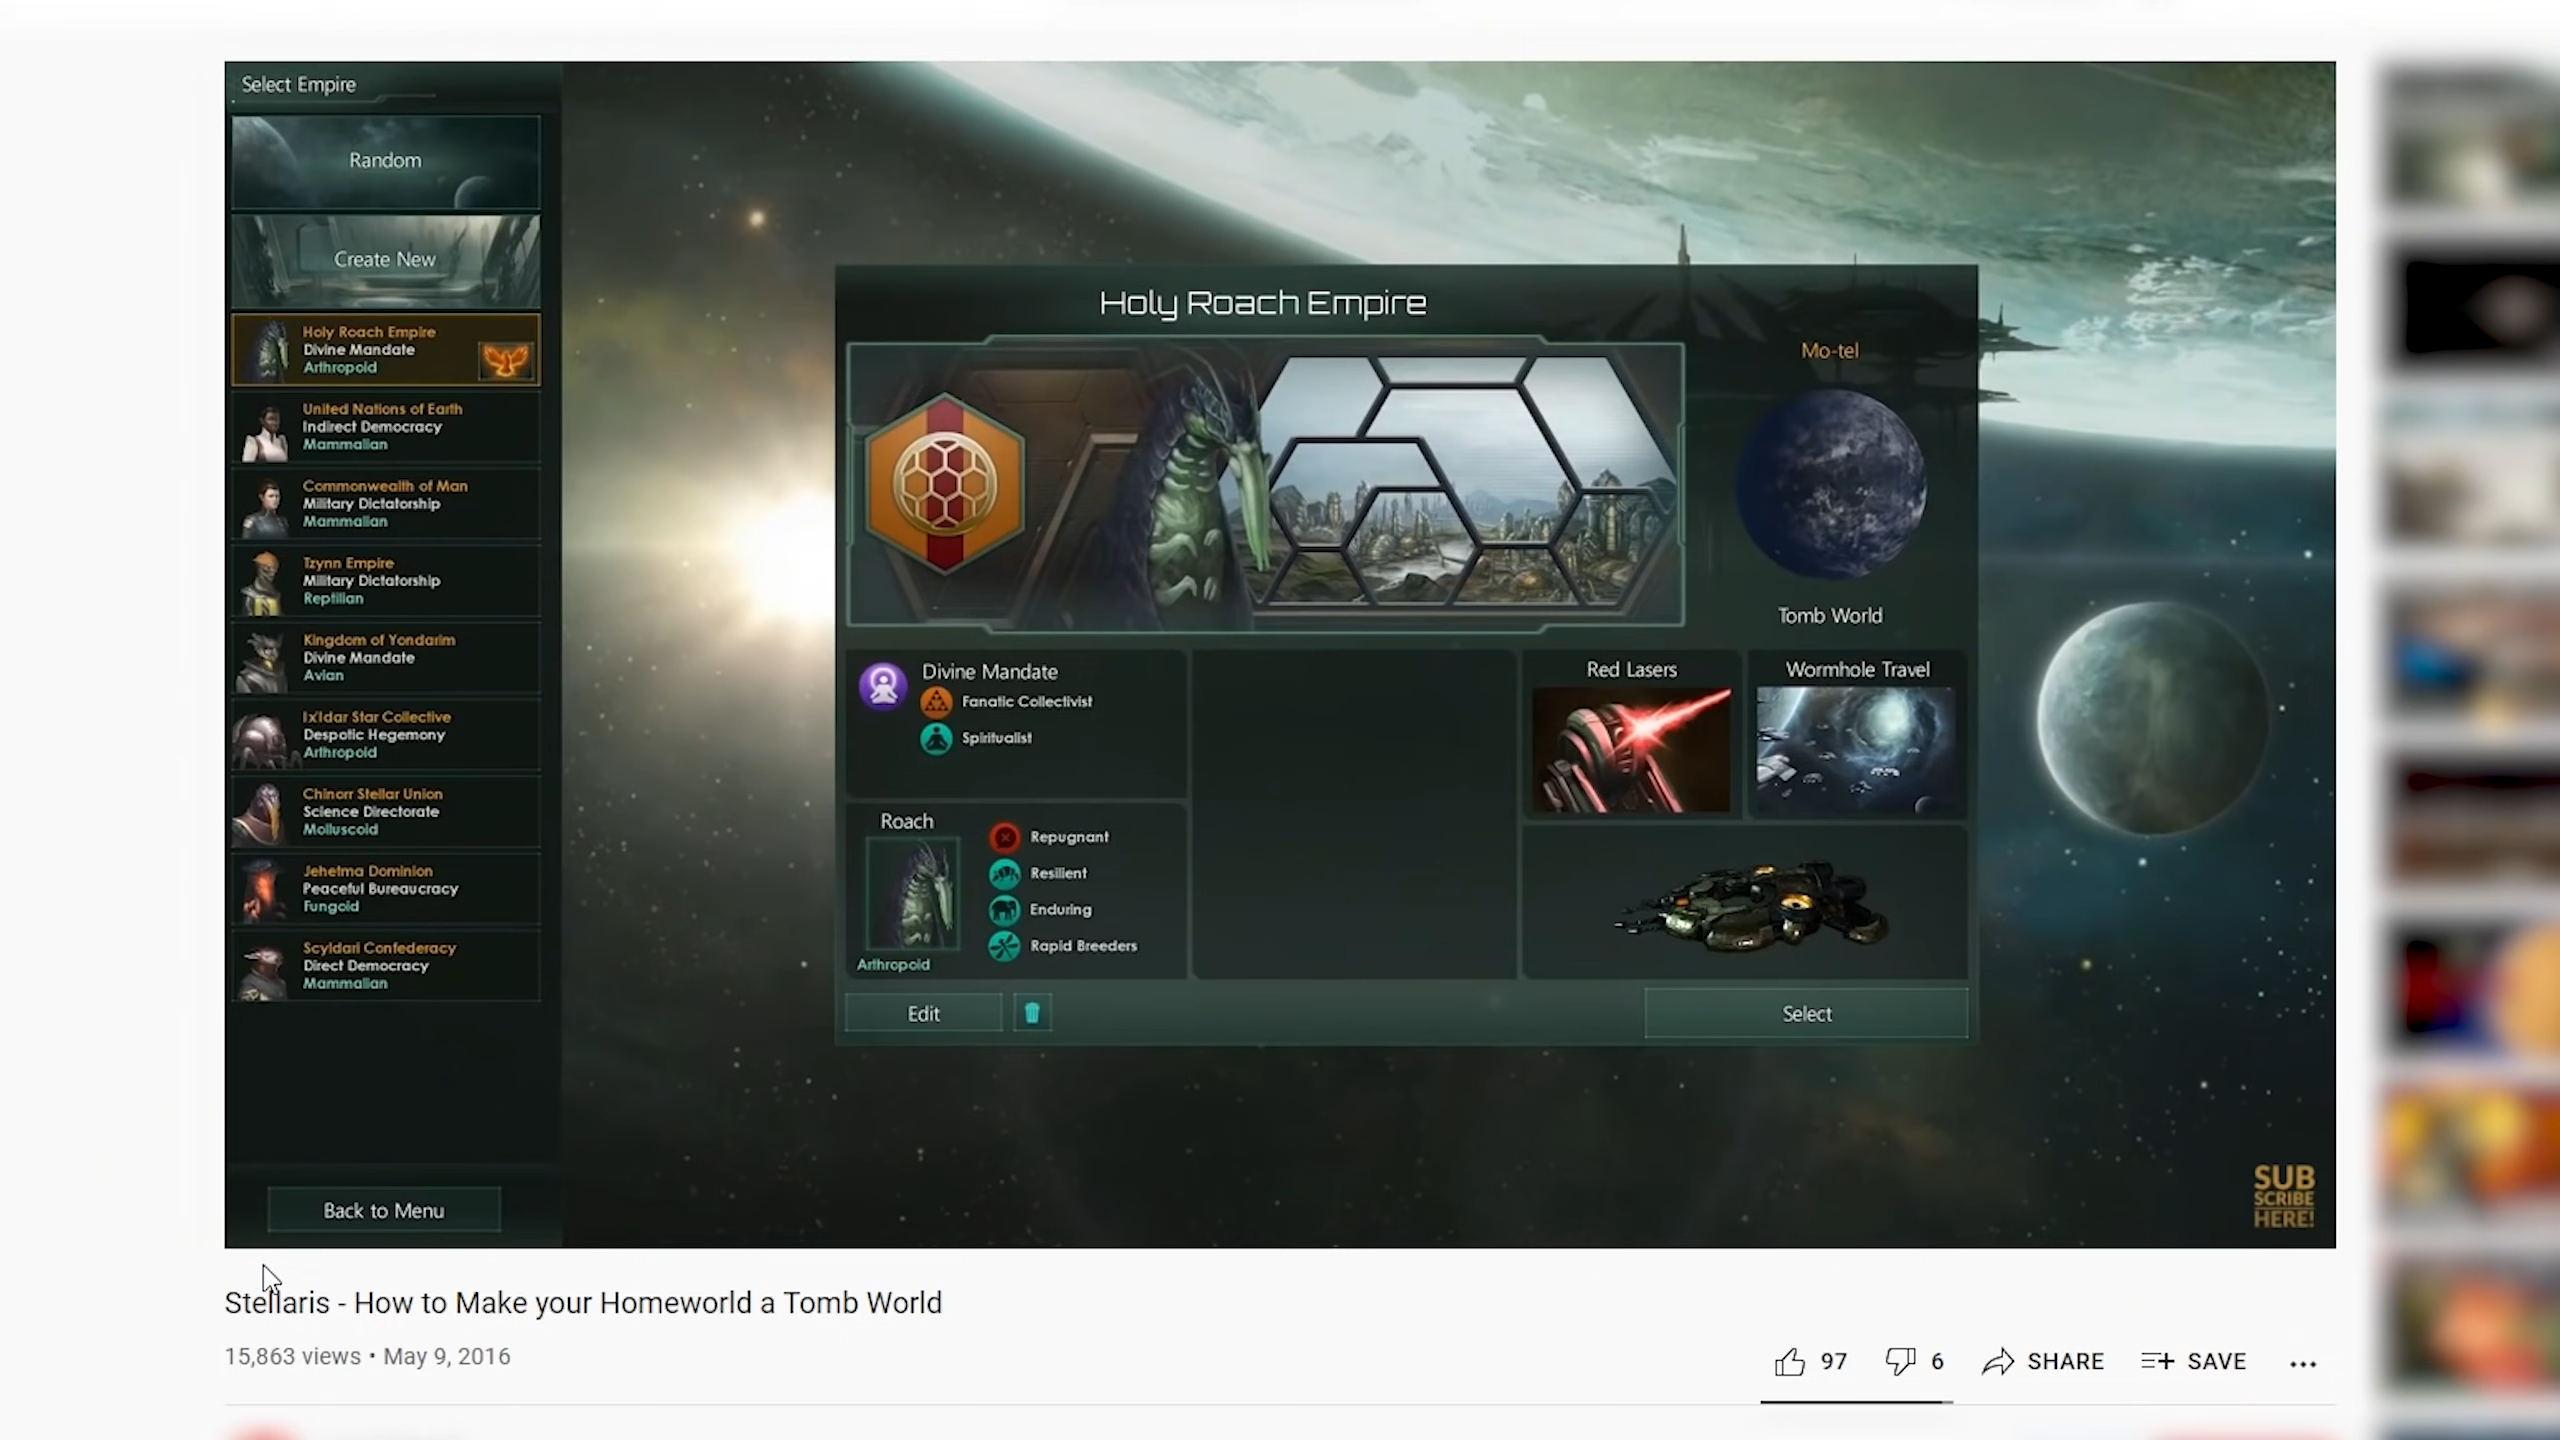 Select Empire
Random
Create New
Holy Roach Empire
Divine Mandate
Arthropoid
United Nations of Earth
Indirect Democracy
Mammalian
Commonwealth of Man
Military Dictatorship
Mammalian
Tzynn Empire
Military Dictatorship
Reptilian
Kingdom of Yondarim
Divine Mandate
Avian
Ix'Idar Star Collective
Despotic Hegemony
Arthropoid
Chinorr Stellar Union
Science Directorate
Molluscoid
Jehetma Dominion
Peaceful Bureaucracy
Fungoid
Scyldari Confederacy
Direct Democracy
Mammalian
Back to Menu
Holy Roach Empire
Mo-tel
Tomb World
Divine Mandate
Fanatic Collectivist
Spiritualist
Roach
Arthropoid
Repugnant
Resilient
Enduring
Rapid Breeders
Red Lasers
Wormhole Travel
Edit
Select
SUB
SCRIBE
HERE!
Stellaris - How to Make your Homeworld a Tomb World
15,863 views • May 9, 2016
97
6
SHARE
SAVE